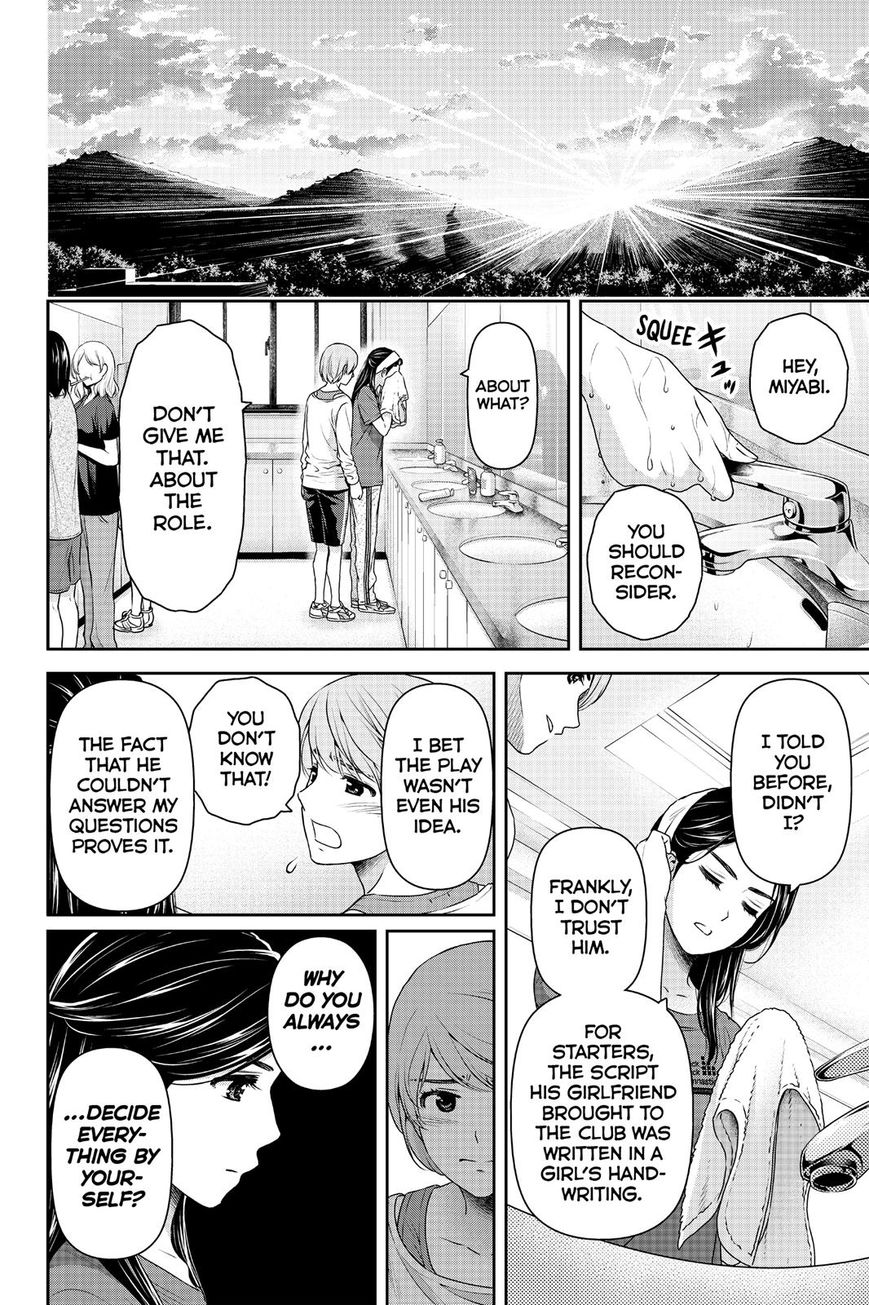 HEY,
MIYABI.
SQUEE
キュッ
YOU
SHOULD
RECON-
SIDER.
ABOUT
WHAT?
DON'T
GIVE ME
THAT.
ABOUT
THE
ROLE.
I TOLD
YOU
BEFORE,
DIDN'T
I?
FRANKLY,
I DON'T
TRUST
HIM.
FOR
STARTERS,
THE SCRIPT
HIS GIRLFRIEND
BROUGHT TO
THE CLUB WAS
WRITTEN IN A
GIRL'S HAND-
WRITING.
I BET
THE PLAY
WASN'T
EVEN HIS
IDEA.
YOU
DON'T
KNOW
THAT!
THE FACT
THAT HE
COULDN'T
ANSWER MY
QUESTIONS
PROVES IT.
WHY
DO YOU
ALWAYS
...
...DECIDE
EVERY-
THING BY
YOUR-
SELF?